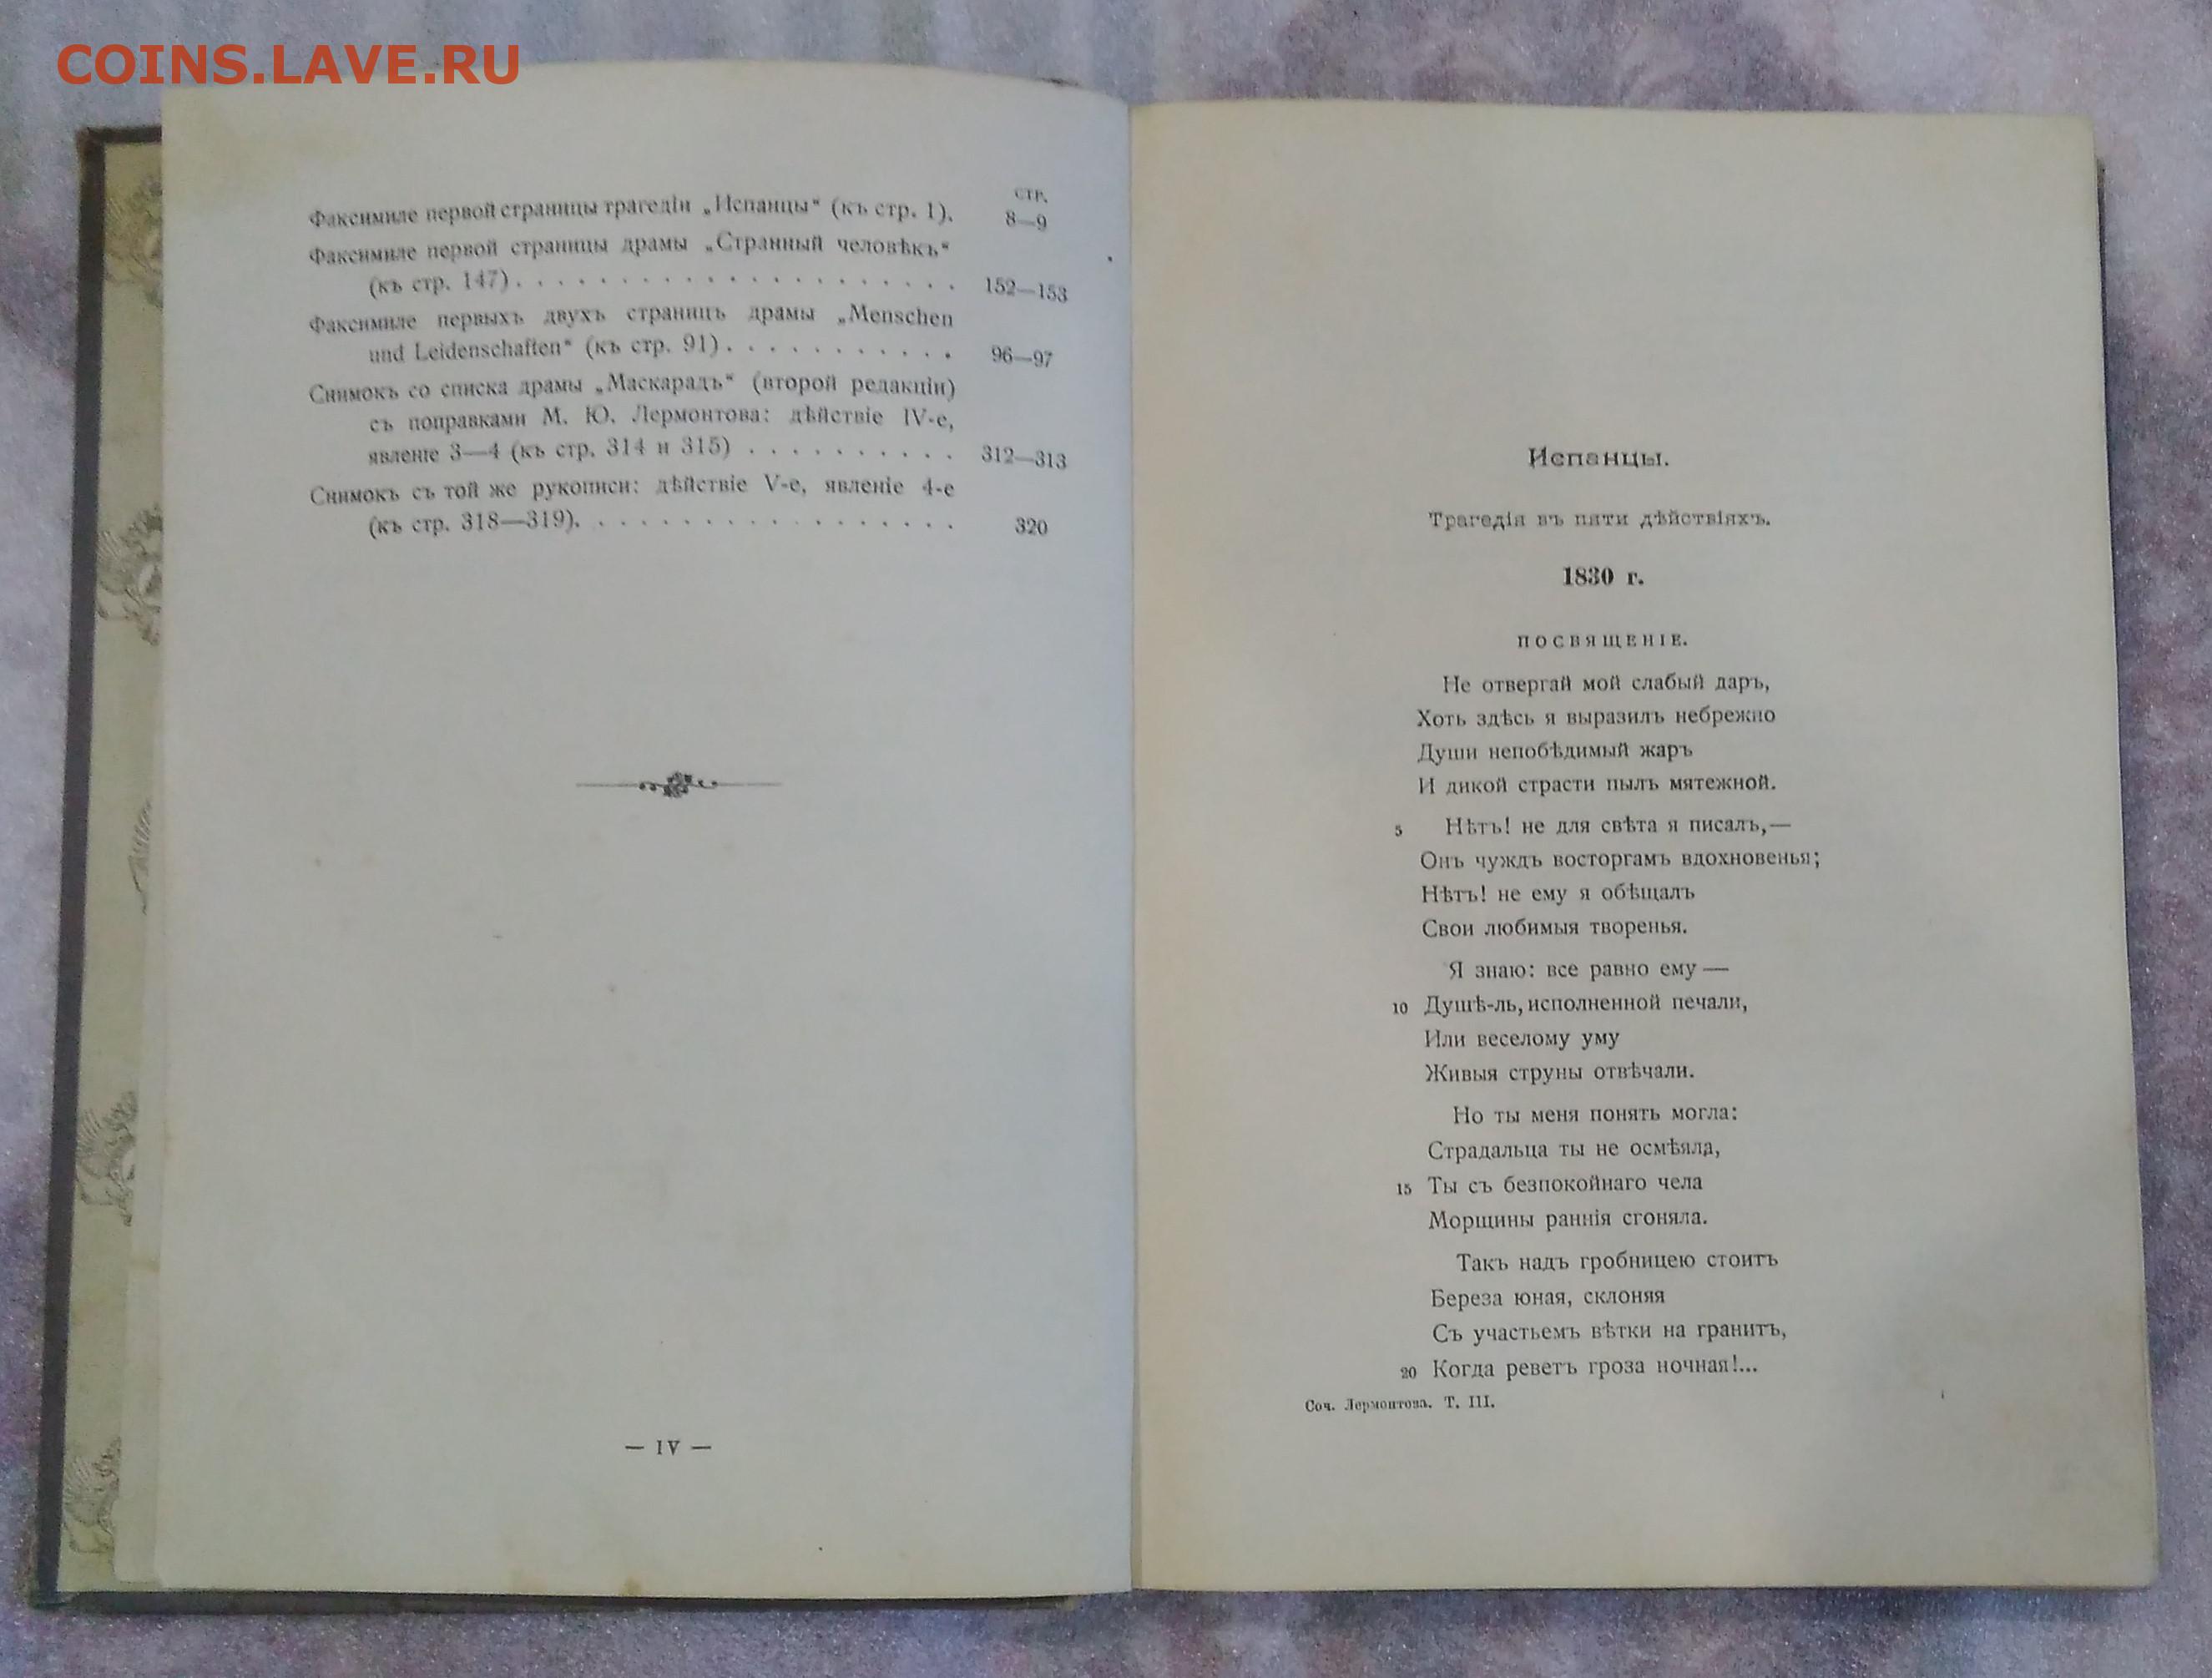 COINS.LAVE.RU
стр.
Факсимиле первой страницы трагедіи „Испанцы“ (къ стр. 1). 8—9
Факсимиле первой страницы драмы „Странный человѣкъ“
(къ стр. 147) . . . . . . . . . . . . . . . . . . . . 152—153
Факсимиле первыхъ двухъ страницъ драмы „Menschen
und Leidenschaften“ (къ стр. 91) . . . . . . . . . . . 96—97
Снимокъ со списка драмы „Маскарадъ“ (второй редакціи)
съ поправками М. Ю. Лермонтова: дѣйствіе IV-е,
явленіе 3—4 (къ стр. 314 и 315) . . . . . . . . . . 312—313
Снимокъ съ той же рукописи: дѣйствіе V-е, явленіе 4-е
(къ стр. 318—319). . . . . . . . . . . . . . . . . . 320
— IV —
Испанцы.
Трагедія въ пяти дѣйствіяхъ.
1830 г.
ПОСВЯЩЕНІЕ.
Не отвергай мой слабый даръ,
Хоть здѣсь я выразилъ небрежно
Души непобѣдимый жаръ
И дикой страсти пылъ мятежной.
5 Нѣтъ! не для свѣта я писалъ,—
Онъ чуждъ восторгамъ вдохновенья;
Нѣтъ! не ему я обѣщалъ
Свои любимыя творенья.
Я знаю: все равно ему —
10 Душѣ-ль, исполненной печали,
Или веселому уму
Живыя струны отвѣчали.
Но ты меня понять могла:
Страдальца ты не осмѣяла,
15 Ты съ безпокойнаго чела
Морщины раннія сгоняла.
Такъ надъ гробницею стоитъ
Береза юная, склоняя
Съ участьемъ вѣтки на гранитъ,
20 Когда реветъ гроза ночная!...
Соч. Лермонтова. Т. III. 1